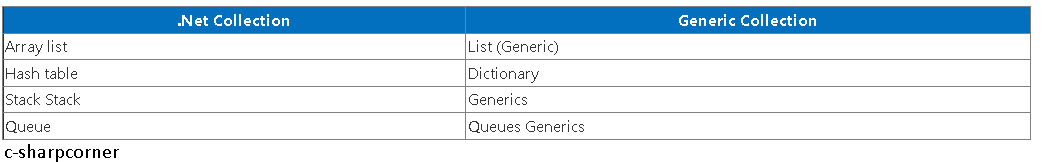 .Net Collection Generic Collection
Array list List (Generic)
Hash table Dictionary
Stack Stack Generics
Queue Queues Generics
c-sharpcorner